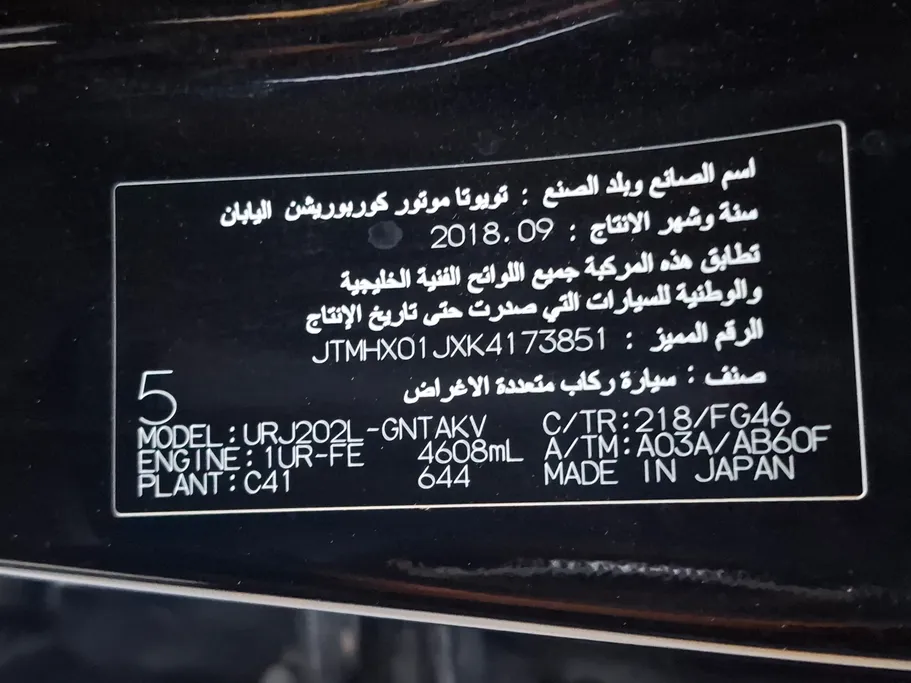 اسم الصانع وبلد الصنع : تويوتا موتور كوربوريشن اليابان
سنة وشهر الانتاج : 2018.09
تطابق هذه المركبة جميع اللوائح الفنية الخليجية
والوطنية للسيارات التي صدرت حتى تاريخ الإنتاج
الرقم المميز : JTMHX01JXK4173851
صنف : سيارة ركاب متعددة الاغراض
5
MODEL:URJ202L-GNTAKV C/TR:218/FG46
ENGINE:1UR-FE 4608mL A/TM:A03A/AB60F
PLANT:C41 644 MADE IN JAPAN